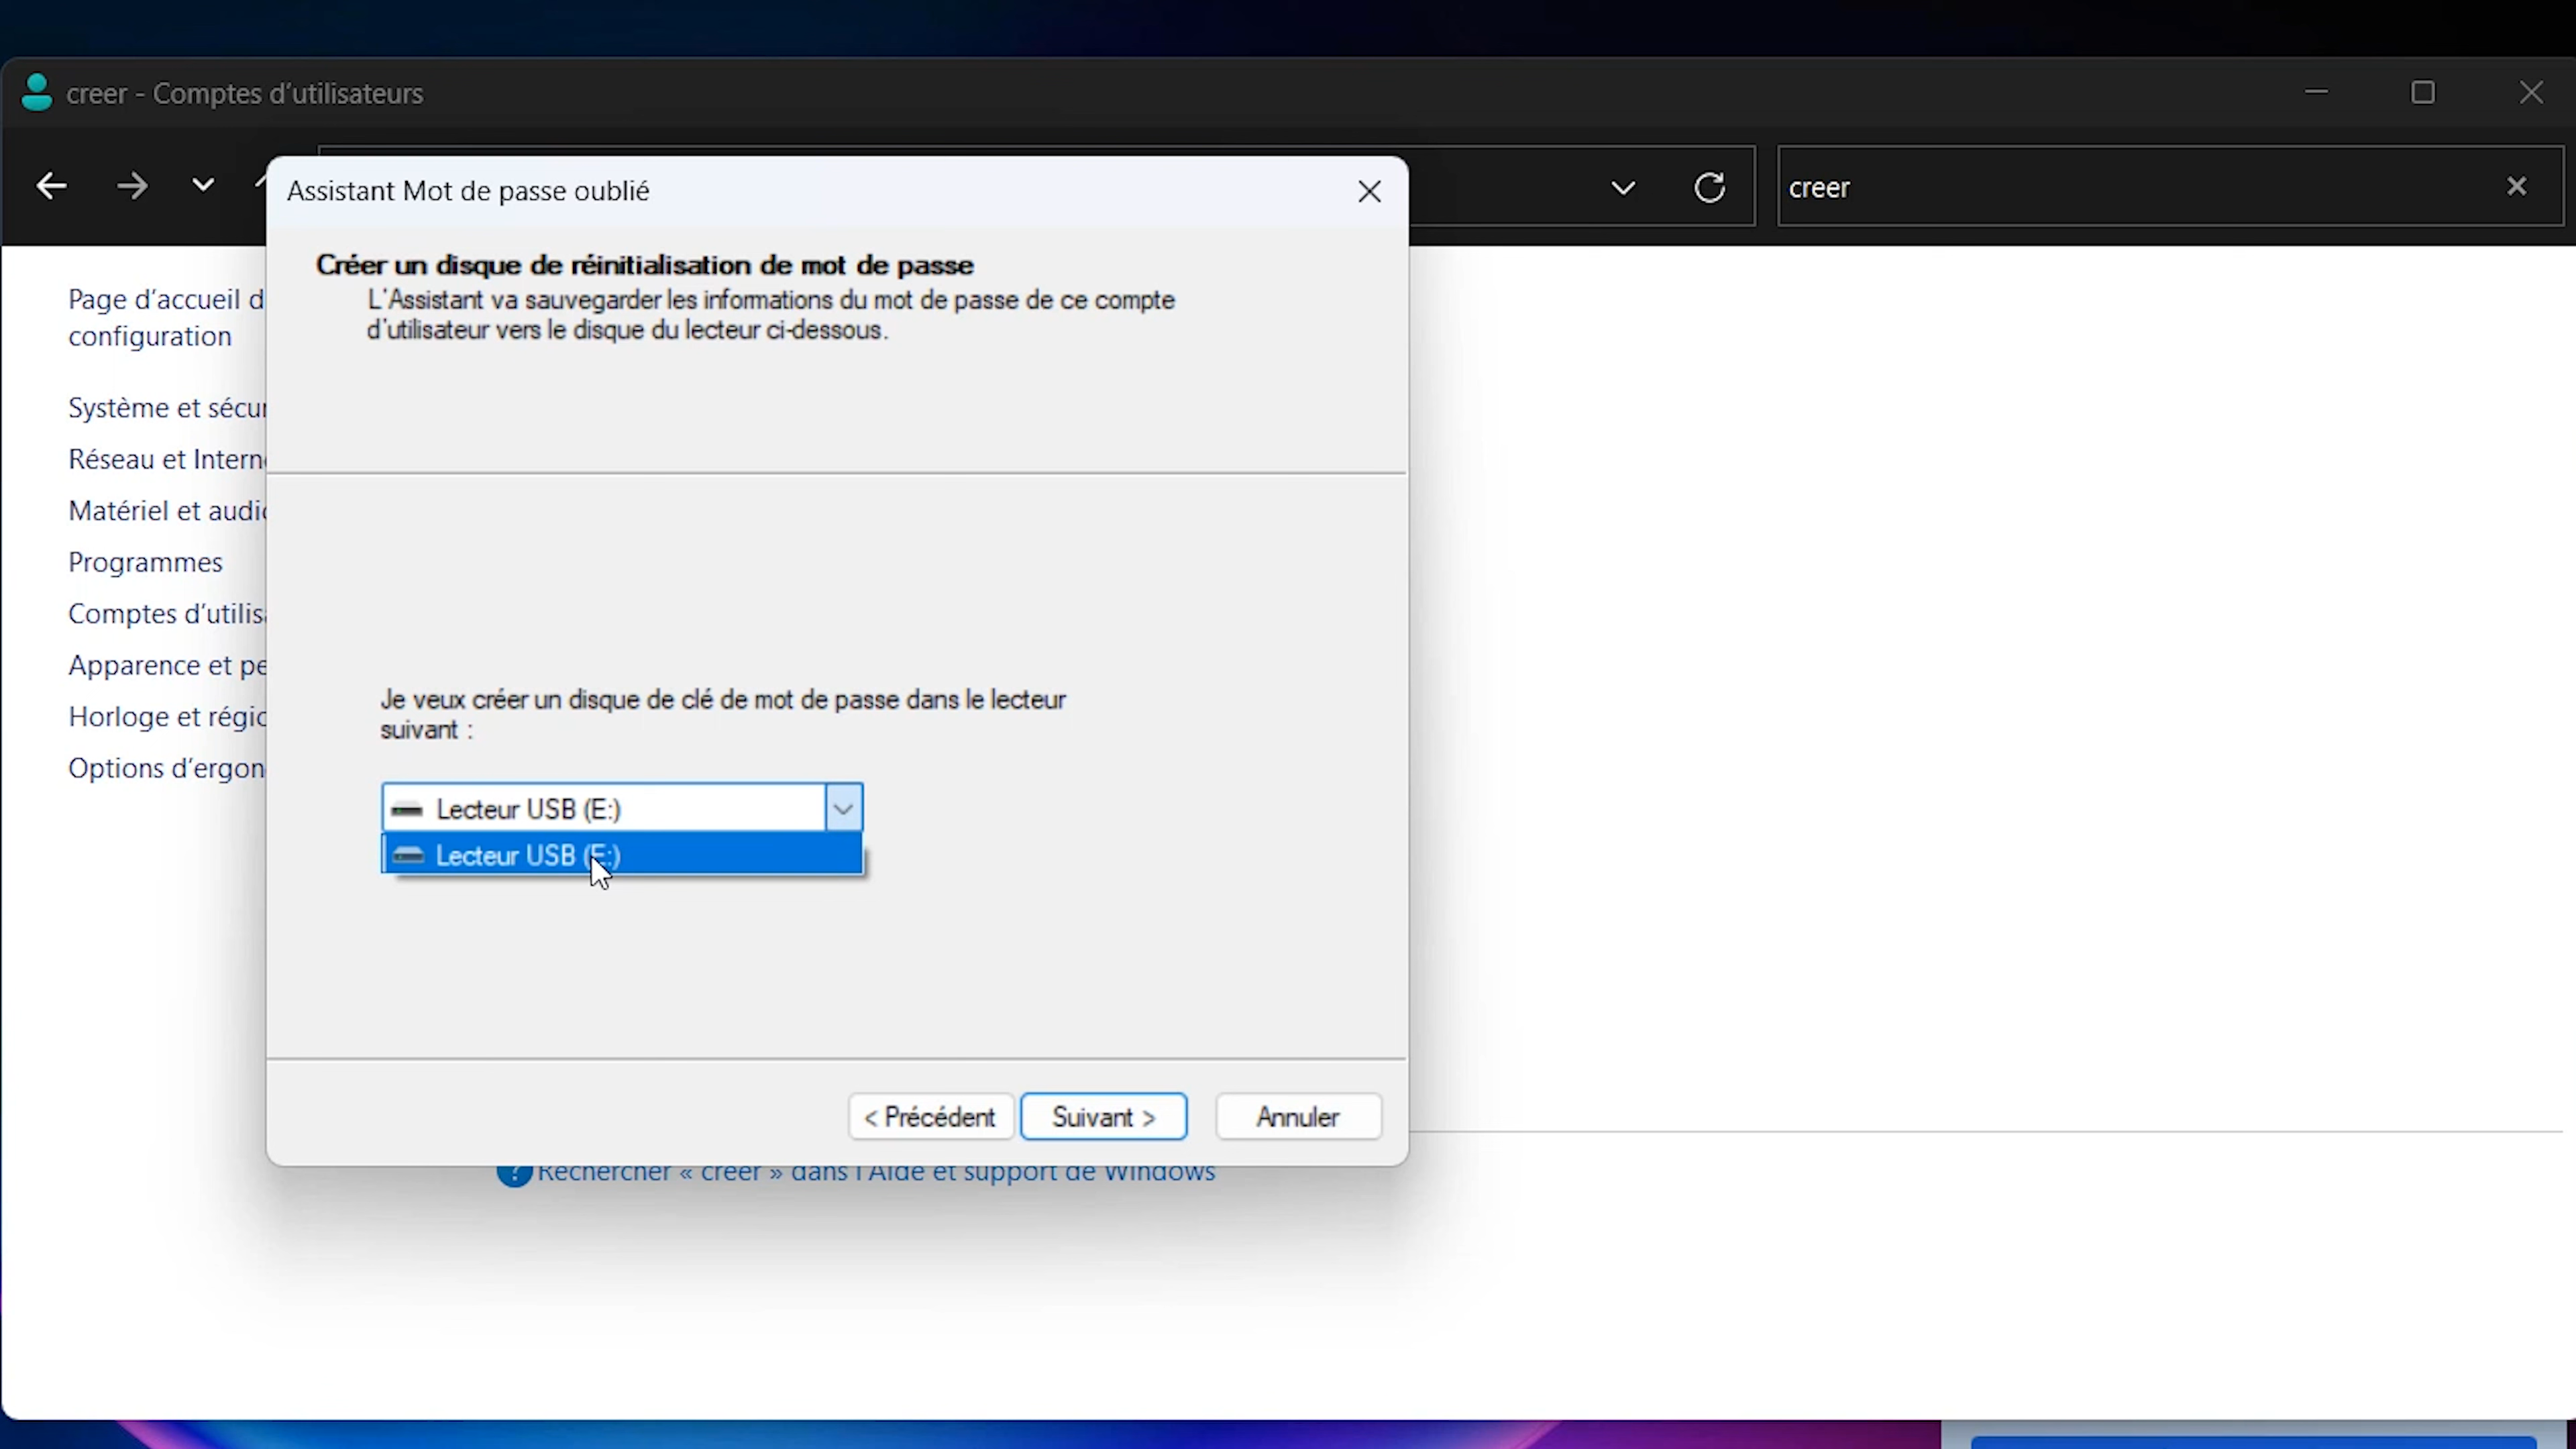 creer - Comptes d'utilisateurs
creer
Assistant Mot de passe oublié
Créer un disque de réinitialisation de mot de passe
L'Assistant va sauvegarder les informations du mot de passe de ce compte
d'utilisateur vers le disque du lecteur ci-dessous.
Page d'accueil d
configuration
Système et sécur
Réseau et Intern
Matériel et audio
Programmes
Comptes d'utilisa
Apparence et pe
Horloge et régio
Options d'ergon
Je veux créer un disque de clé de mot de passe dans le lecteur
suivant :
Lecteur USB (E:)
Lecteur USB (E:)
< Précédent
Suivant >
Annuler
Rechercher « creer » dans l'Aide et support de Windows